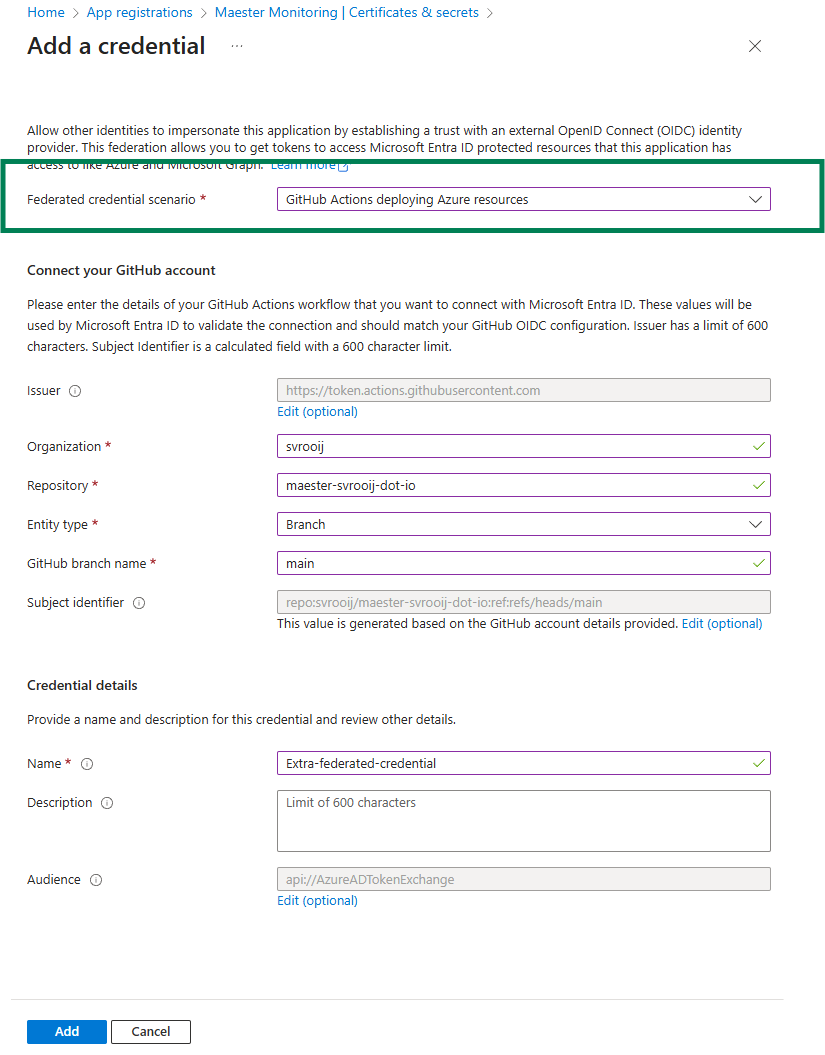 Home > App registrations > Maester Monitoring | Certificates & secrets >
Add a credential ...
Allow other identities to impersonate this application by establishing a trust with an external OpenID Connect (OIDC) identity
provider. This federation allows you to get tokens to access Microsoft Entra ID protected resources that this application has
access to like Azure and Microsoft Graph. Learn more
Federated credential scenario * GitHub Actions deploying Azure resources
Connect your GitHub account
Please enter the details of your GitHub Actions workflow that you want to connect with Microsoft Entra ID. These values will be
used by Microsoft Entra ID to validate the connection and should match your GitHub OIDC configuration. Issuer has a limit of 600
characters. Subject Identifier is a calculated field with a 600 character limit.
Issuer https://token.actions.githubusercontent.com
Edit (optional)
Organization * svrooij
Repository * maester-svrooij-dot-io
Entity type * Branch
GitHub branch name * main
Subject identifier repo:svrooij/maester-svrooij-dot-io:ref:refs/heads/main
This value is generated based on the GitHub account details provided. Edit (optional)
Credential details
Provide a name and description for this credential and review other details.
Name * Extra-federated-credential
Description Limit of 600 characters
Audience api://AzureADTokenExchange
Edit (optional)
Add Cancel